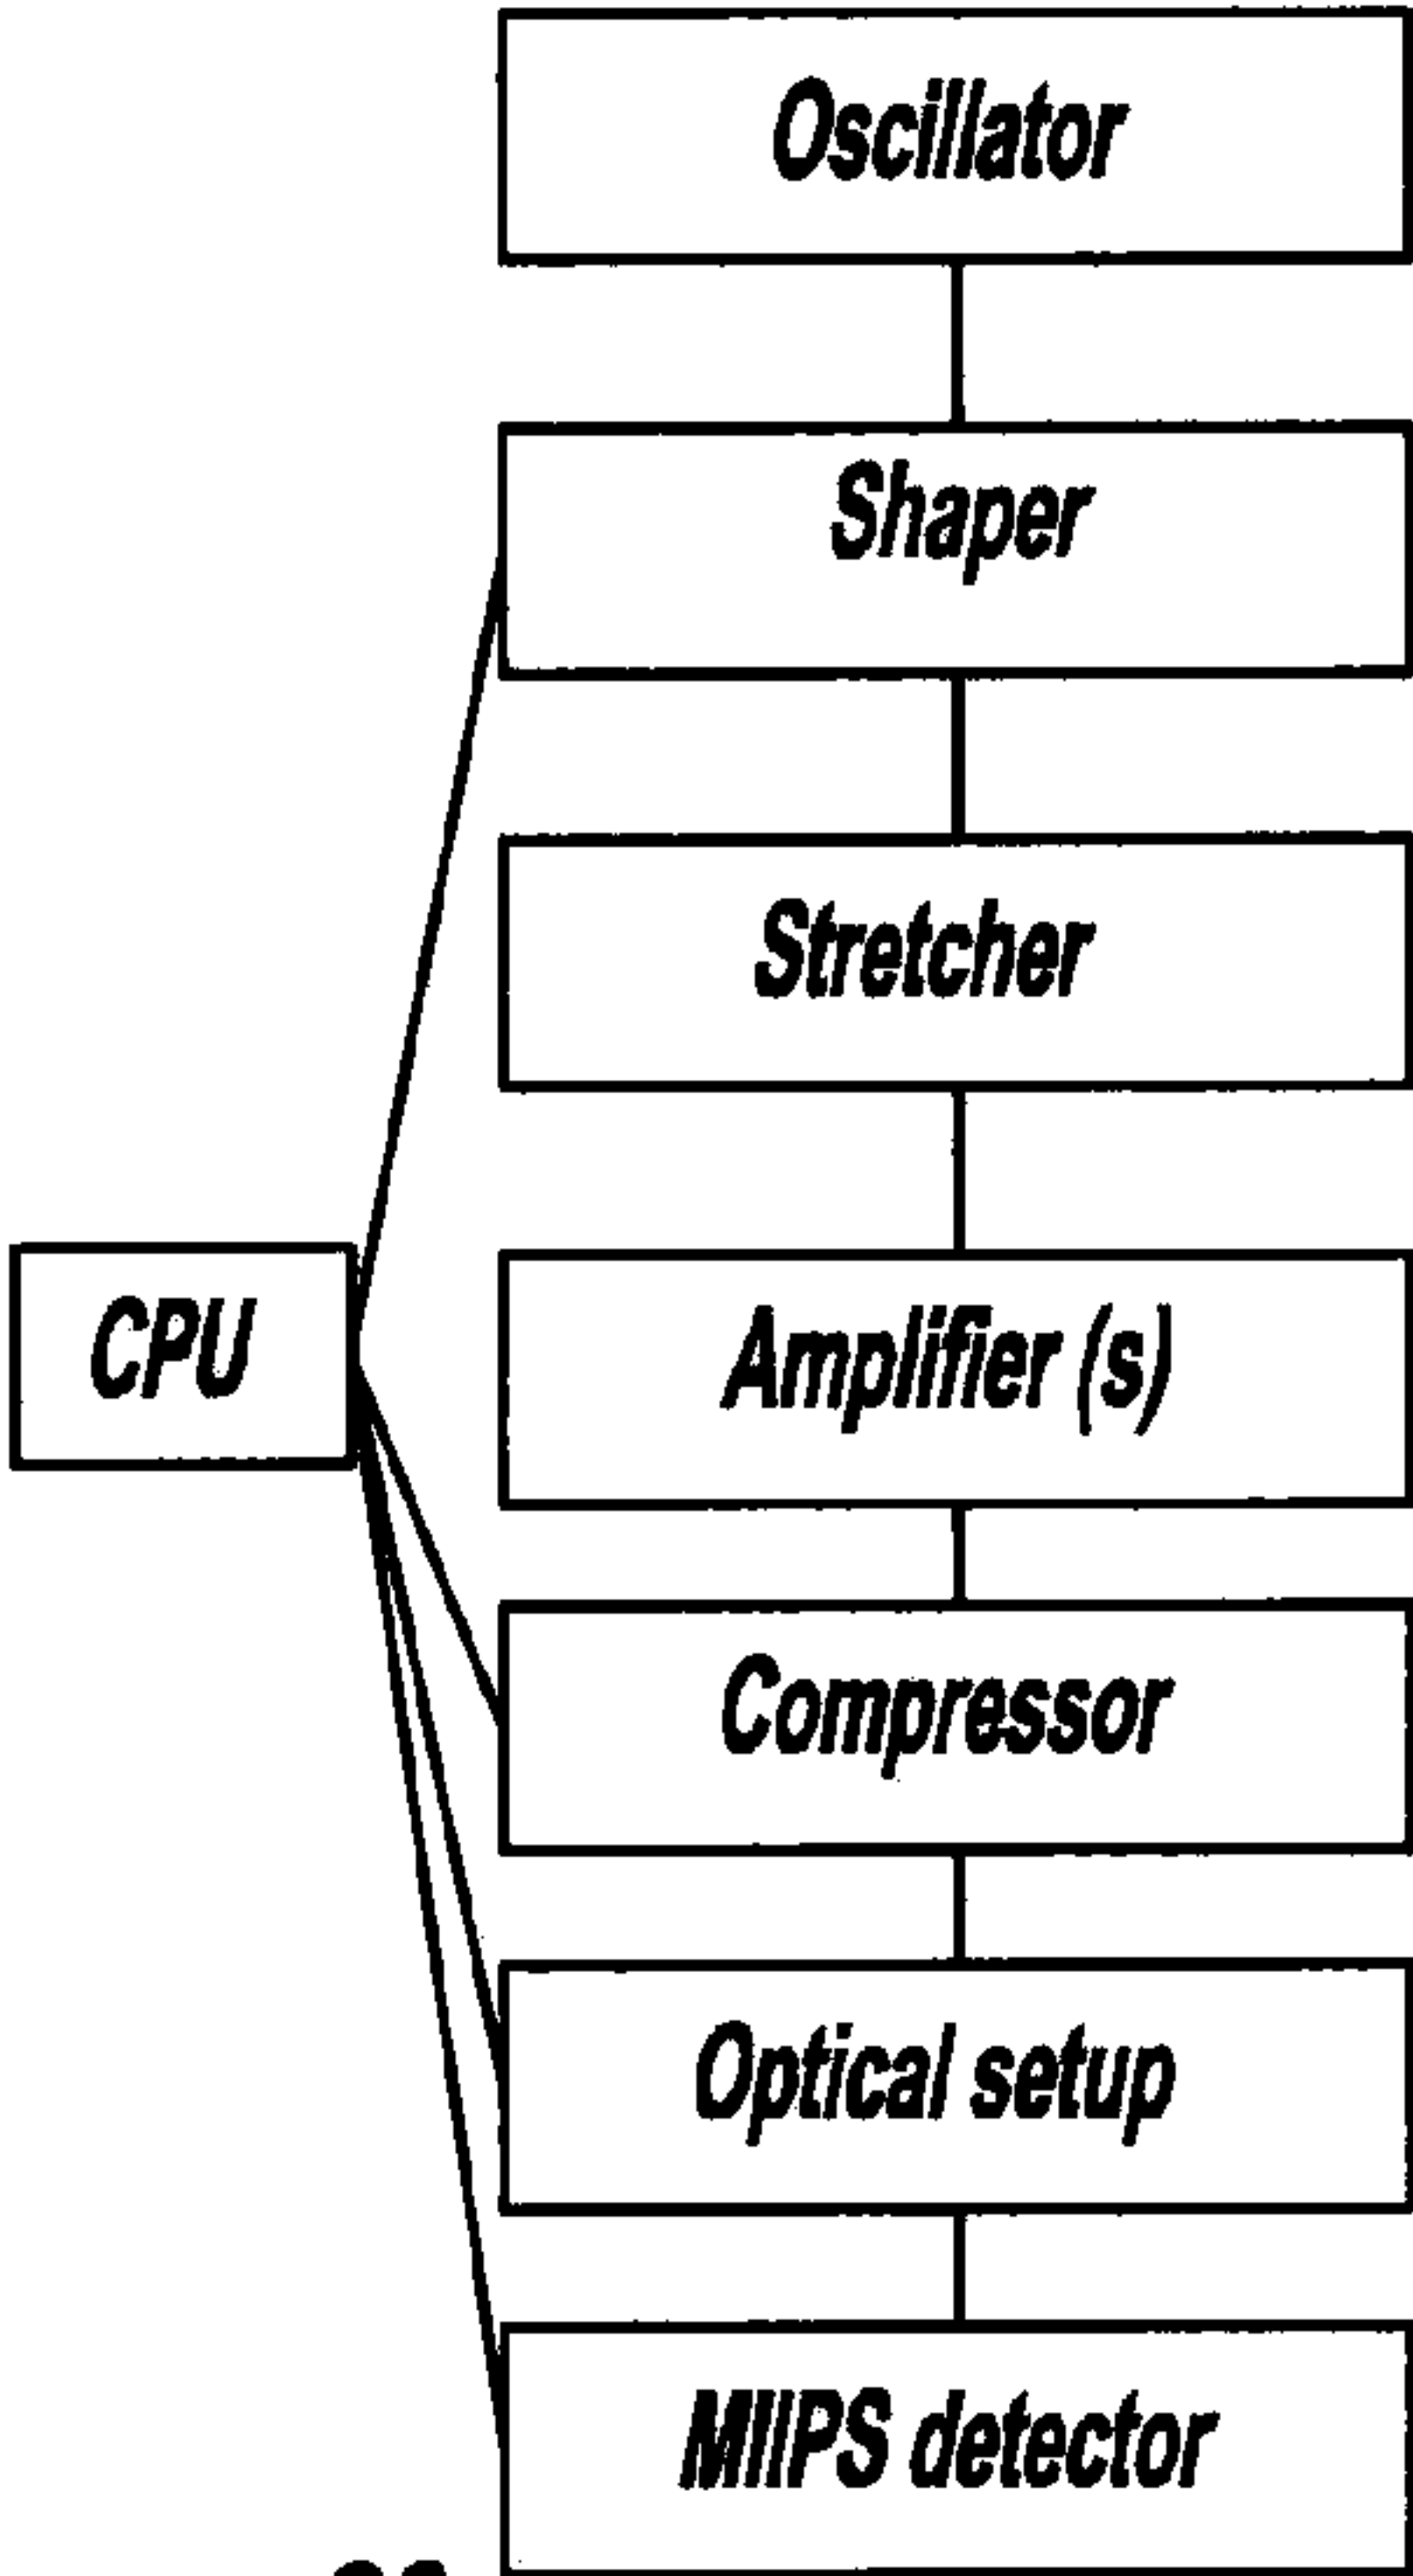 Oscillator
Shaper
Stretcher
CPU
Amplifier (s)
Compressor
Optical setup
MIIPS detector